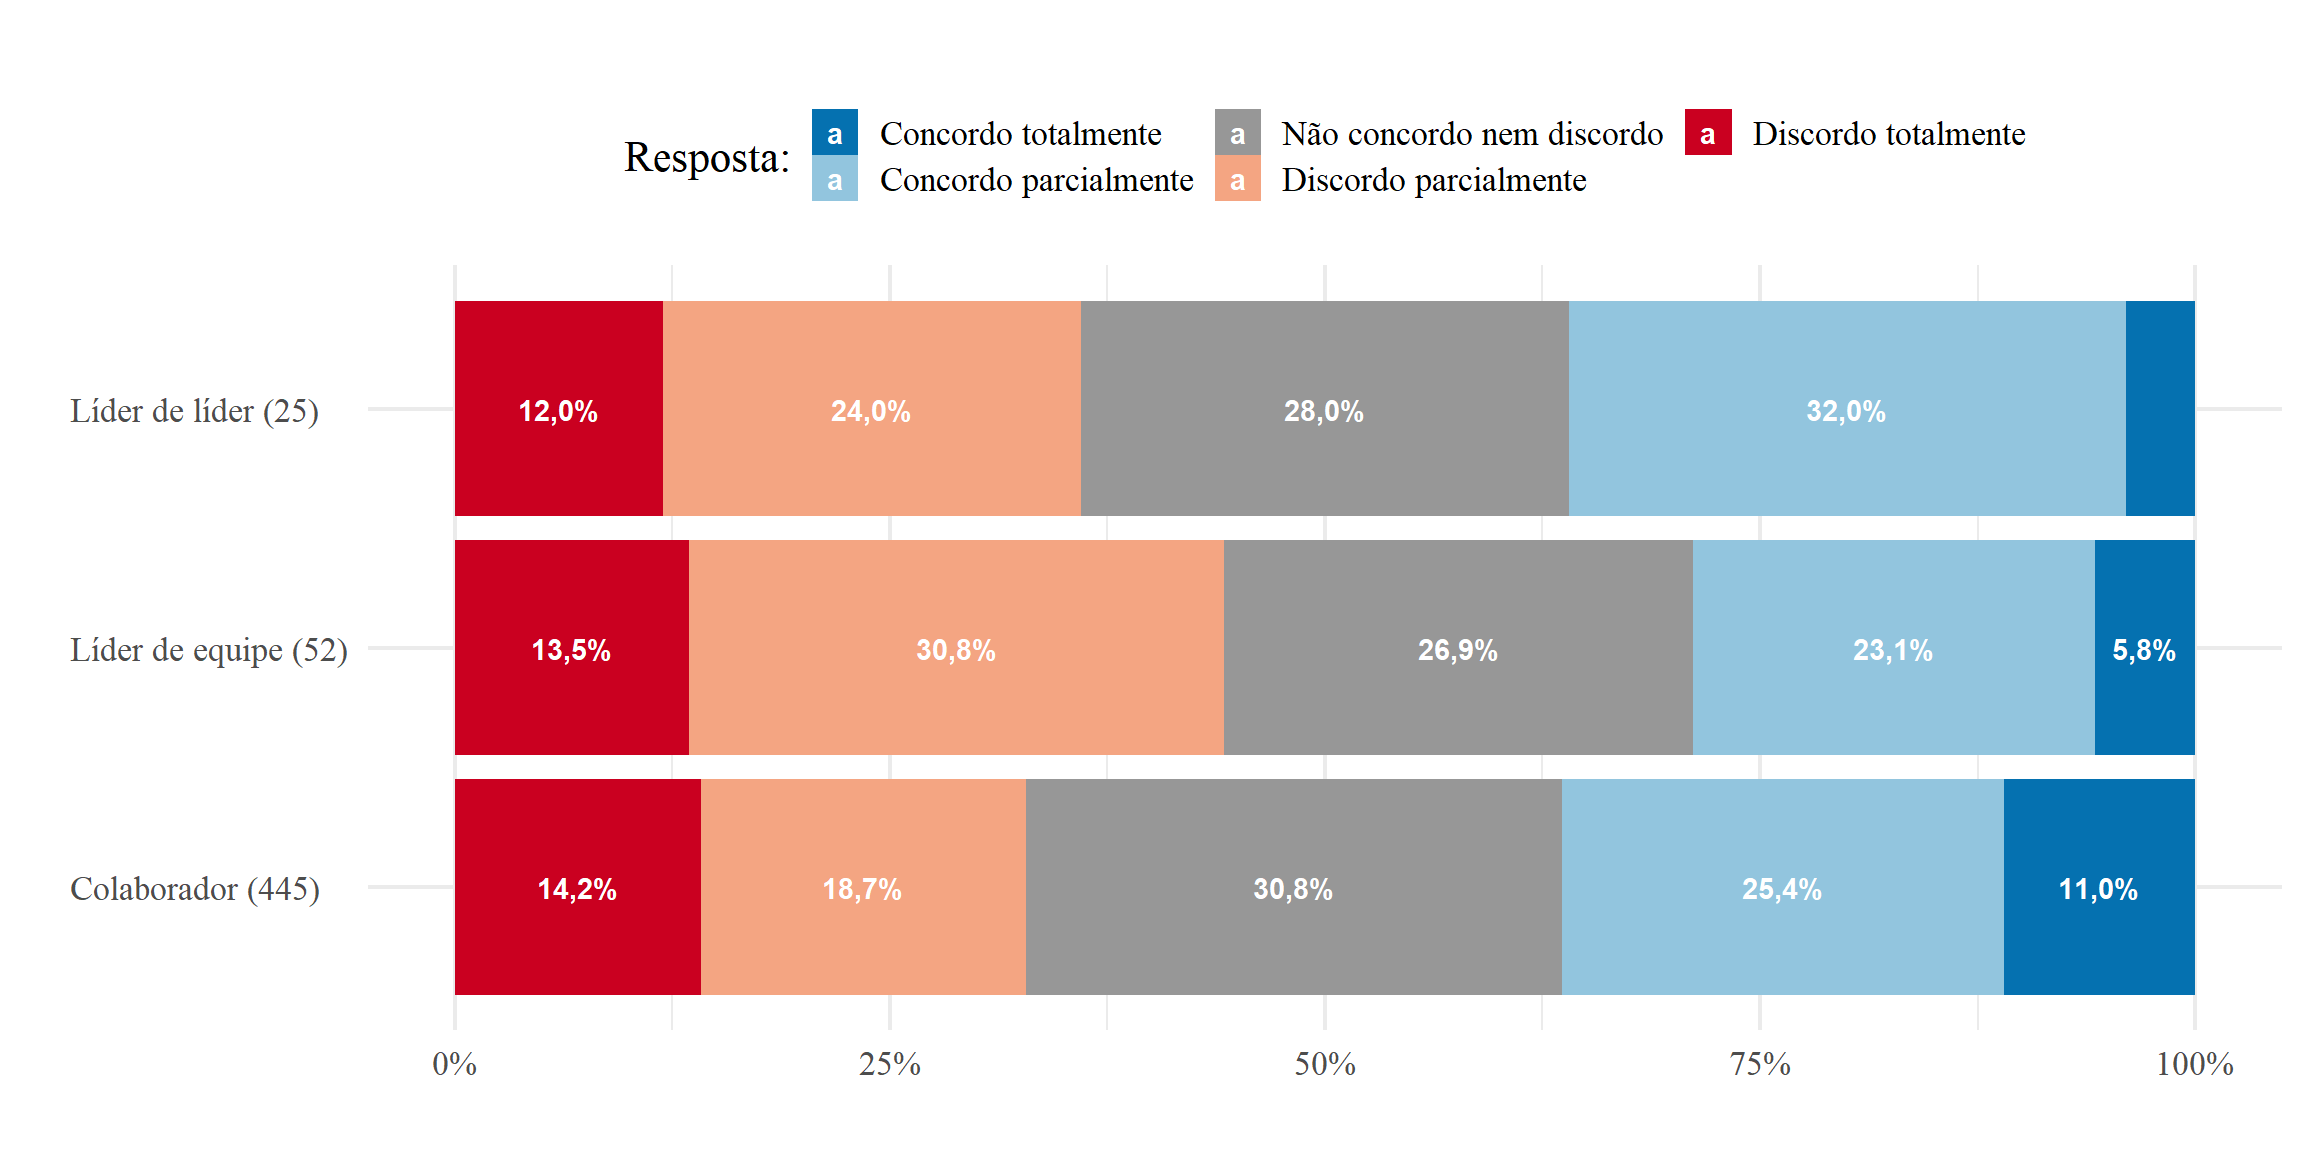 Resposta:
a Concordo totalmente a Não concordo nem discordo a Discordo totalmente
a Concordo parcialmente a Discordo parcialmente
Líder de líder (25) 12,0% 24,0% 28,0% 32,0%
Líder de equipe (52) 13,5% 30,8% 26,9% 23,1% 5,8%
Colaborador (445) 14,2% 18,7% 30,8% 25,4% 11,0%
0% 25% 50% 75% 100%